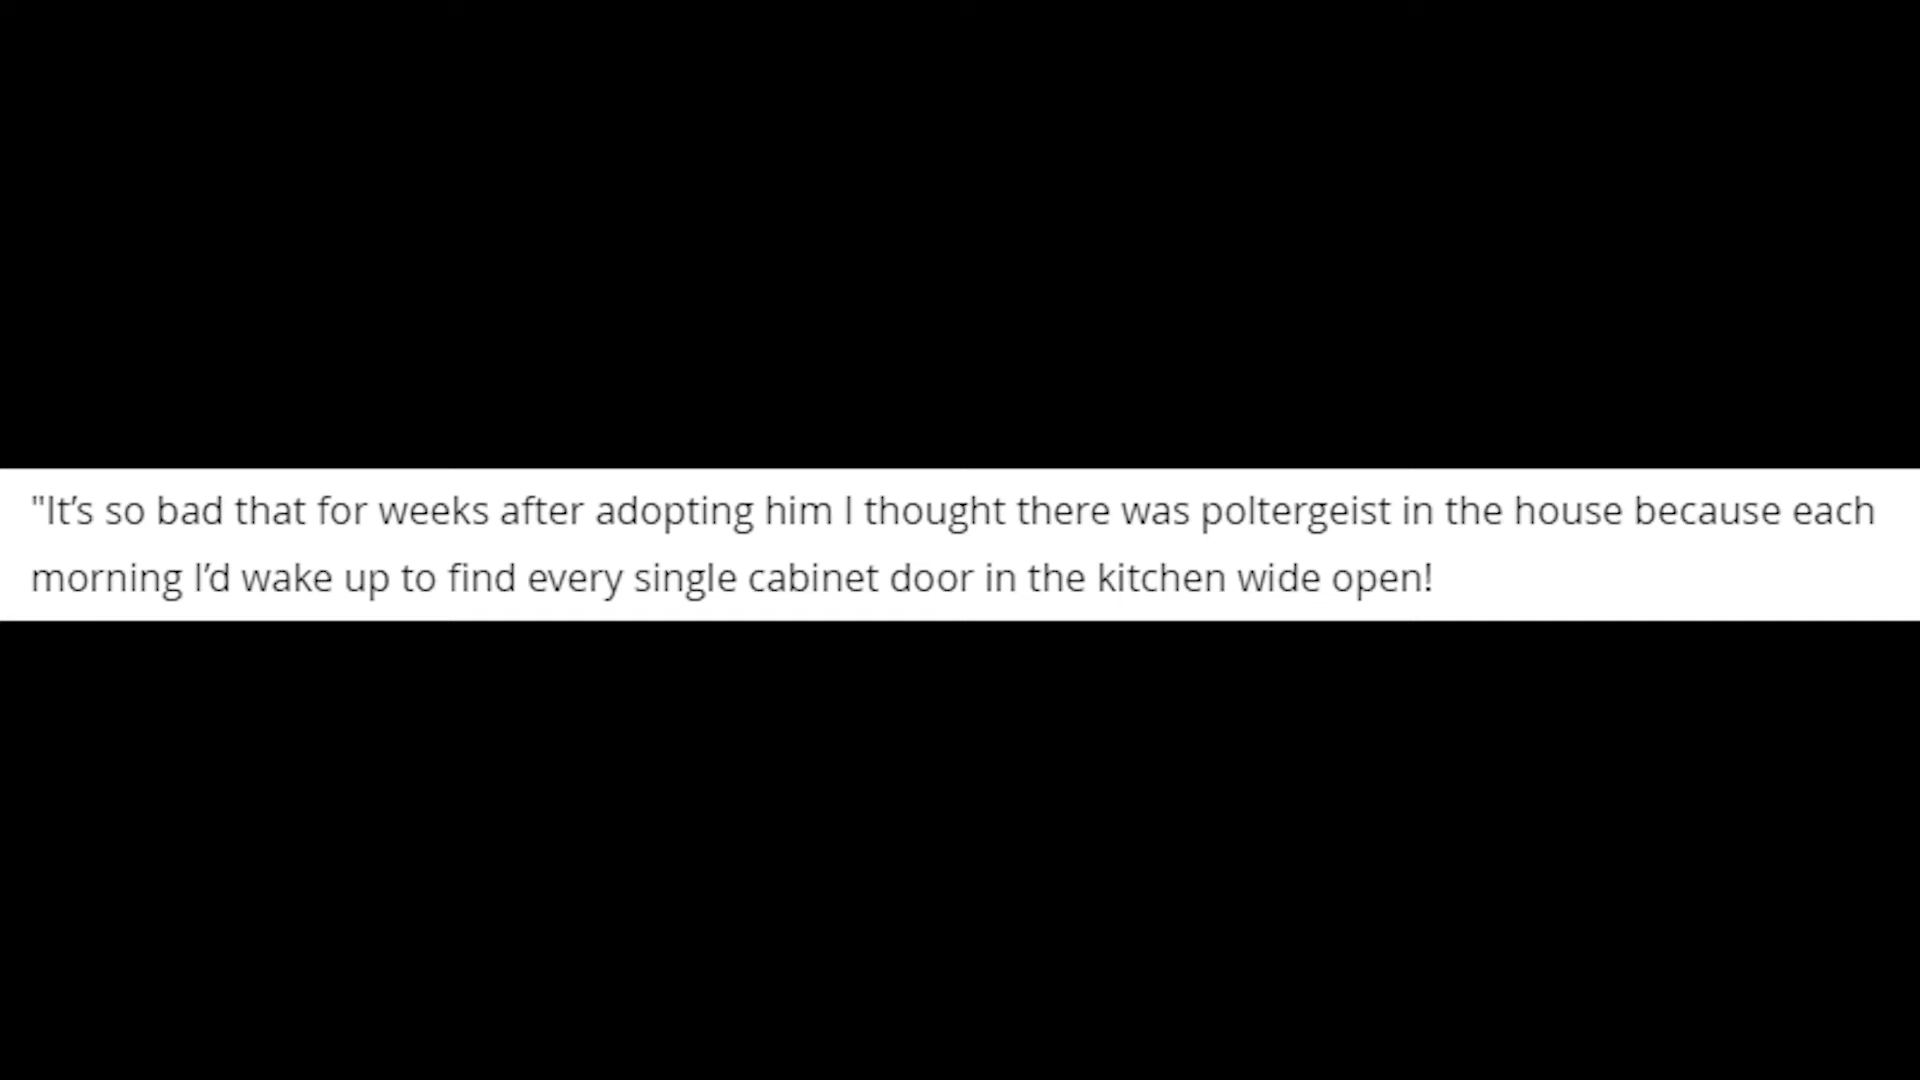 "It’s so bad that for weeks after adopting him I thought there was poltergeist in the house because each
morning I’d wake up to find every single cabinet door in the kitchen wide open!